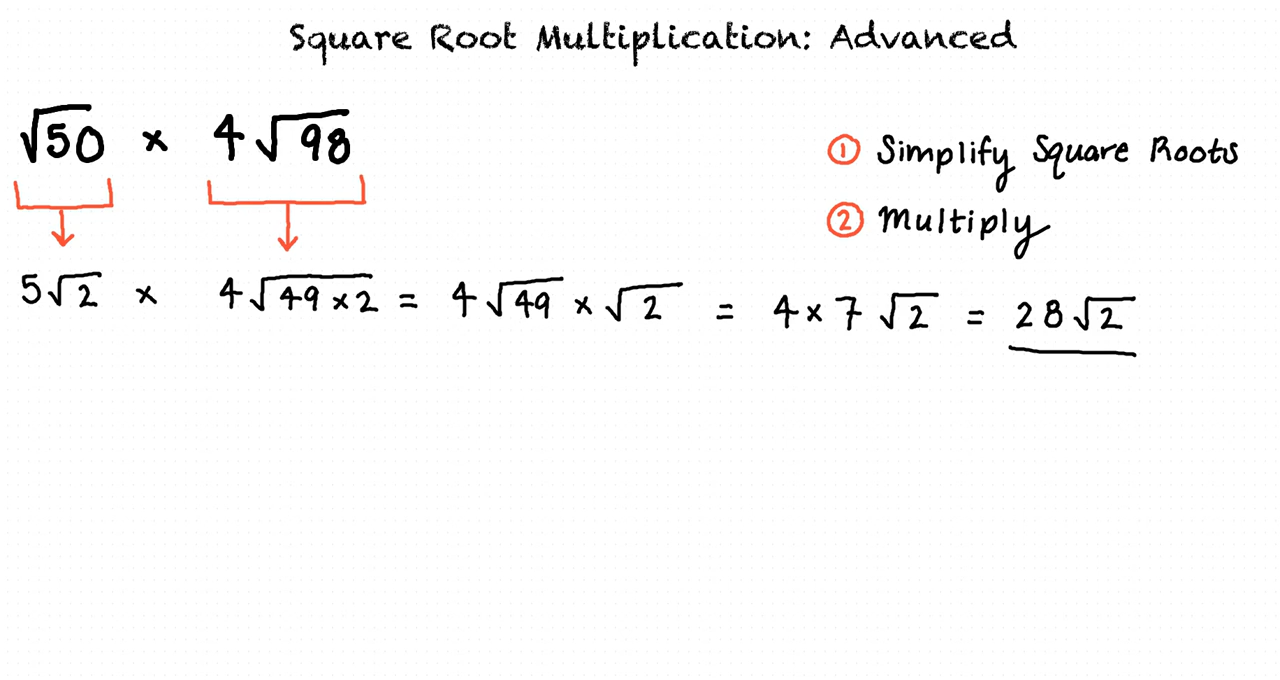 Square Root Multiplication: Advanced
√50 × 4√98
① Simplify Square Roots
② Multiply
5√2 × 4√49×2 = 4√49 × √2 = 4×7√2 = 28√2